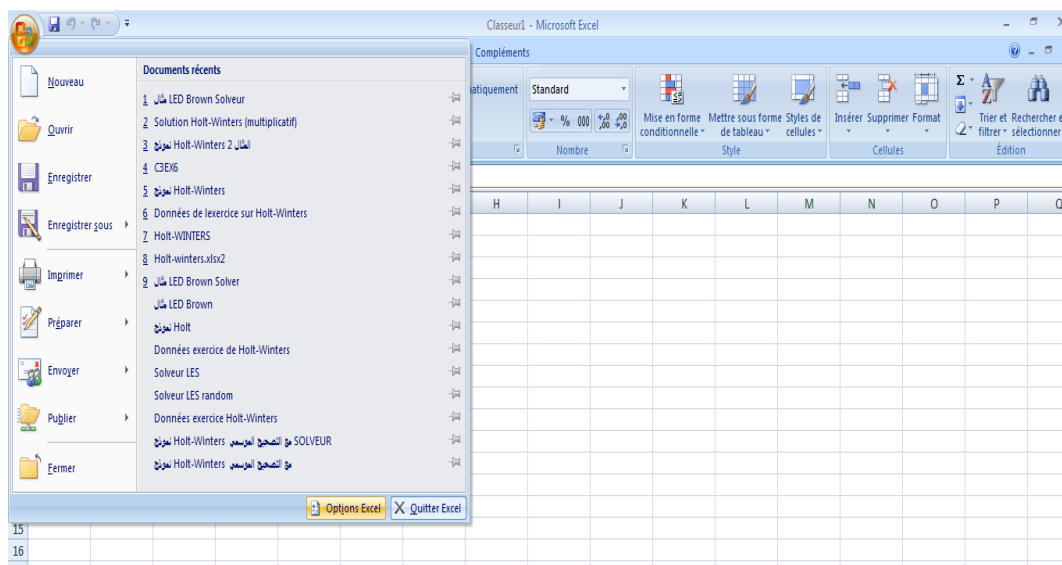 Classeur1 - Microsoft Excel
Compléments
Nouveau
Ouvrir
Enregistrer
Enregistrer sous
Imprimer
Préparer
Envoyer
Publier
Fermer
Documents récents
1 مثال LED Brown Solveur
2 Solution Holt-Winters (multiplicatif)
3 نموذج Holt-Winters 2 المثال
4 C3EX6
5 نموذج Holt-Winters
6 Données de lexercice sur Holt-Winters
7 Holt-WINTERS
8 Holt-winters.xlsx2
9 مثال LED Brown Solver
مثال LED Brown
نموذج Holt
Données exercice de Holt-Winters
Solveur LES
Solveur LES random
Données exercice Holt-Winters
نموذج Holt-Winters مع التصحيح الموسمي SOLVEUR
نموذج Holt-Winters مع التصحيح الموسمي
Options Excel
Quitter Excel
atiquement
Standard
% 000
Nombre
Mise en forme conditionnelle
Mettre sous forme de tableau
Styles de cellules
Style
Insérer
Supprimer
Format
Cellules
Σ
Trier et filtrer
Rechercher e
sélectionner
Édition
H I J K L M N O P Q
15
16